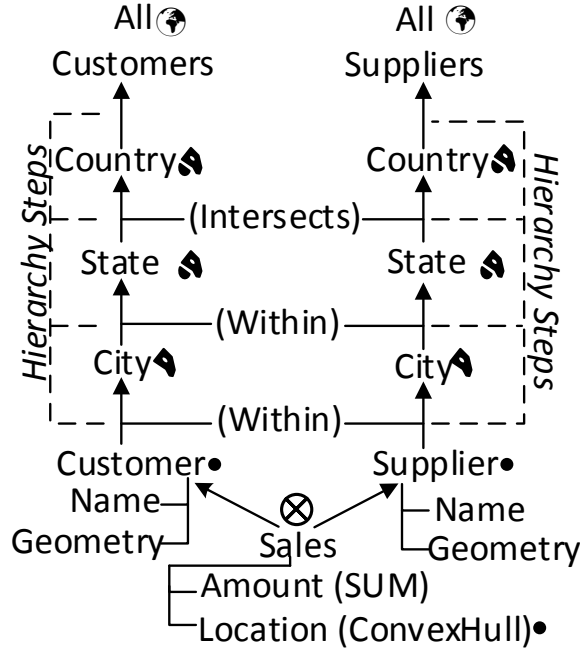 All All
Customers Suppliers
Country Country
(Intersects)
State State
(Within)
City City
(Within)
Customer Supplier
Name Name
Geometry Geometry
Sales
Amount (SUM)
Location (ConvexHull)
Hierarchy Steps
Hierarchy Steps